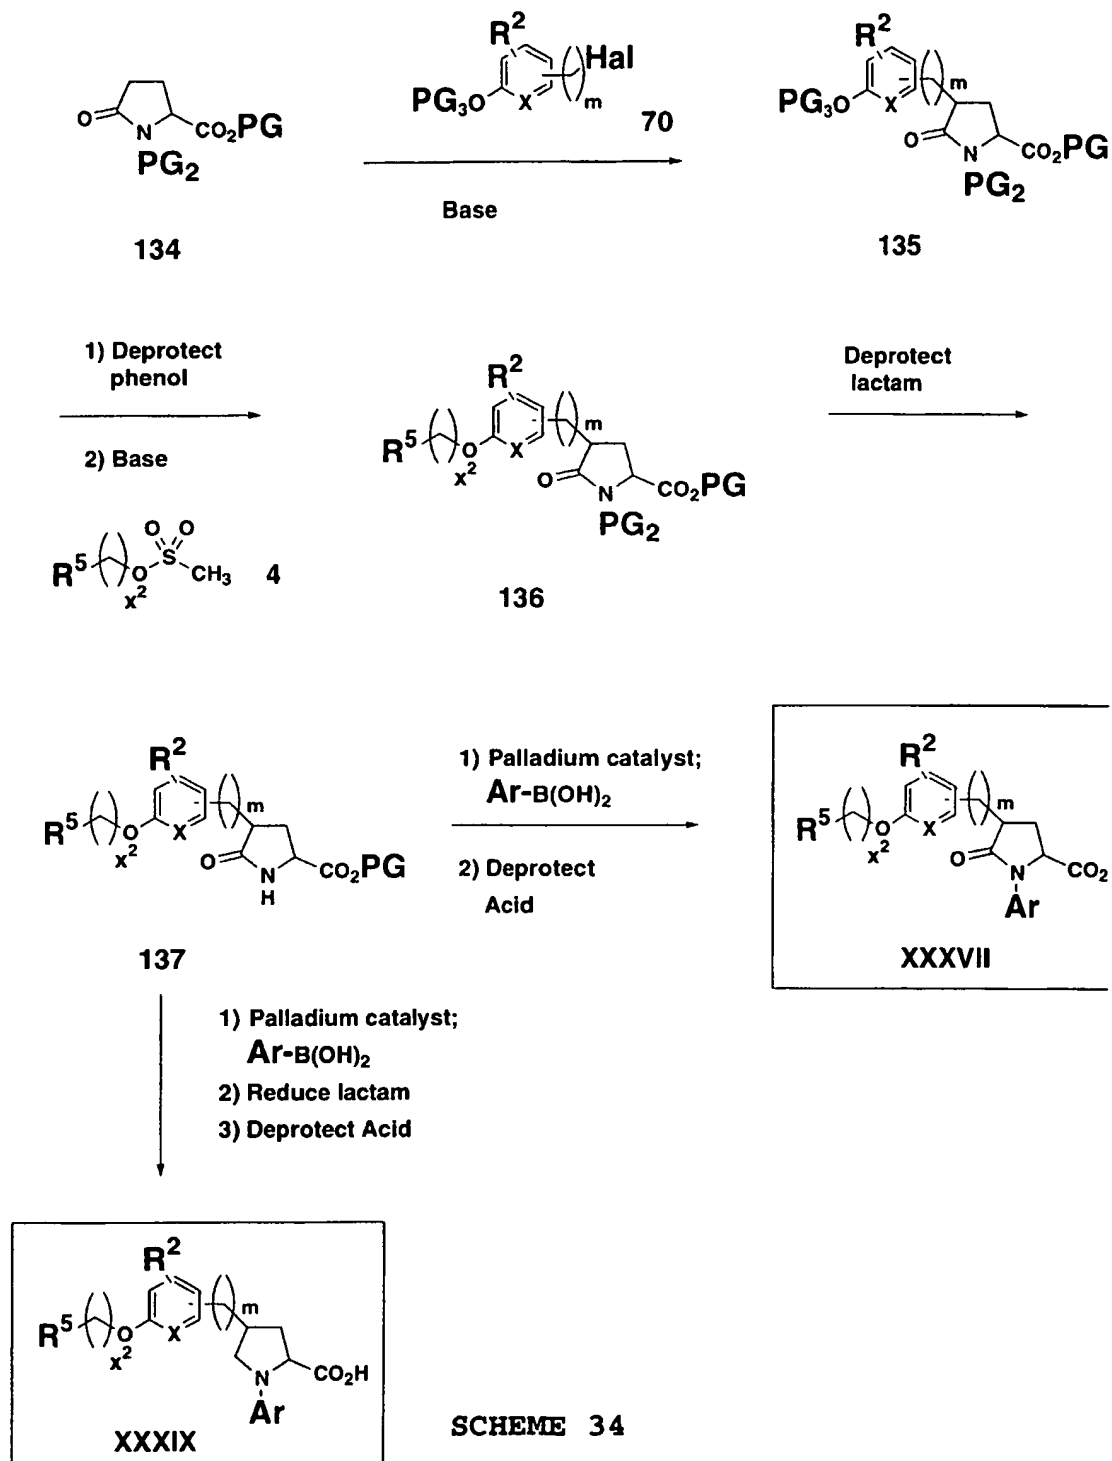 R2
Hal
PG3O
X
m
70
O
N
CO2PG
PG2
Base
134
R2
PG3O
X
m
O
N
CO2PG
PG2
135
1) Deprotect
phenol
2) Base
R5
x2
O
O O
S
CH3
4
R2
R5
x2
O
X
m
O
N
CO2PG
PG2
136
Deprotect
lactam
R2
R5
x2
O
X
m
O
N
H
CO2PG
137
1) Palladium catalyst;
Ar-B(OH)2
2) Deprotect
Acid
R2
R5
x2
O
X
m
O
N
CO2
Ar
XXXVII
1) Palladium catalyst;
Ar-B(OH)2
2) Reduce lactam
3) Deprotect Acid
R2
R5
x2
O
X
m
N
CO2H
Ar
XXXIX
SCHEME 34